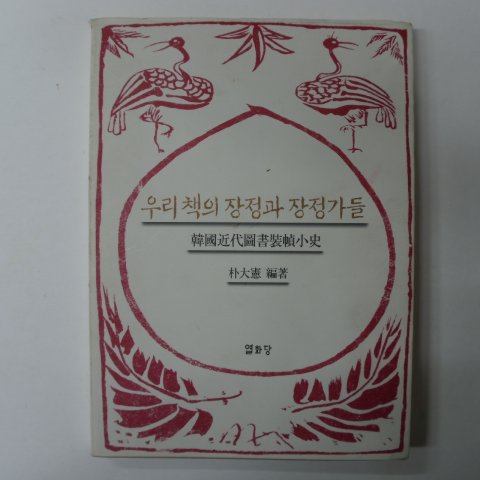 우리 책의 장정과 장정가들
韓國近代圖書裝幀小史
朴大憲 編著
열화당